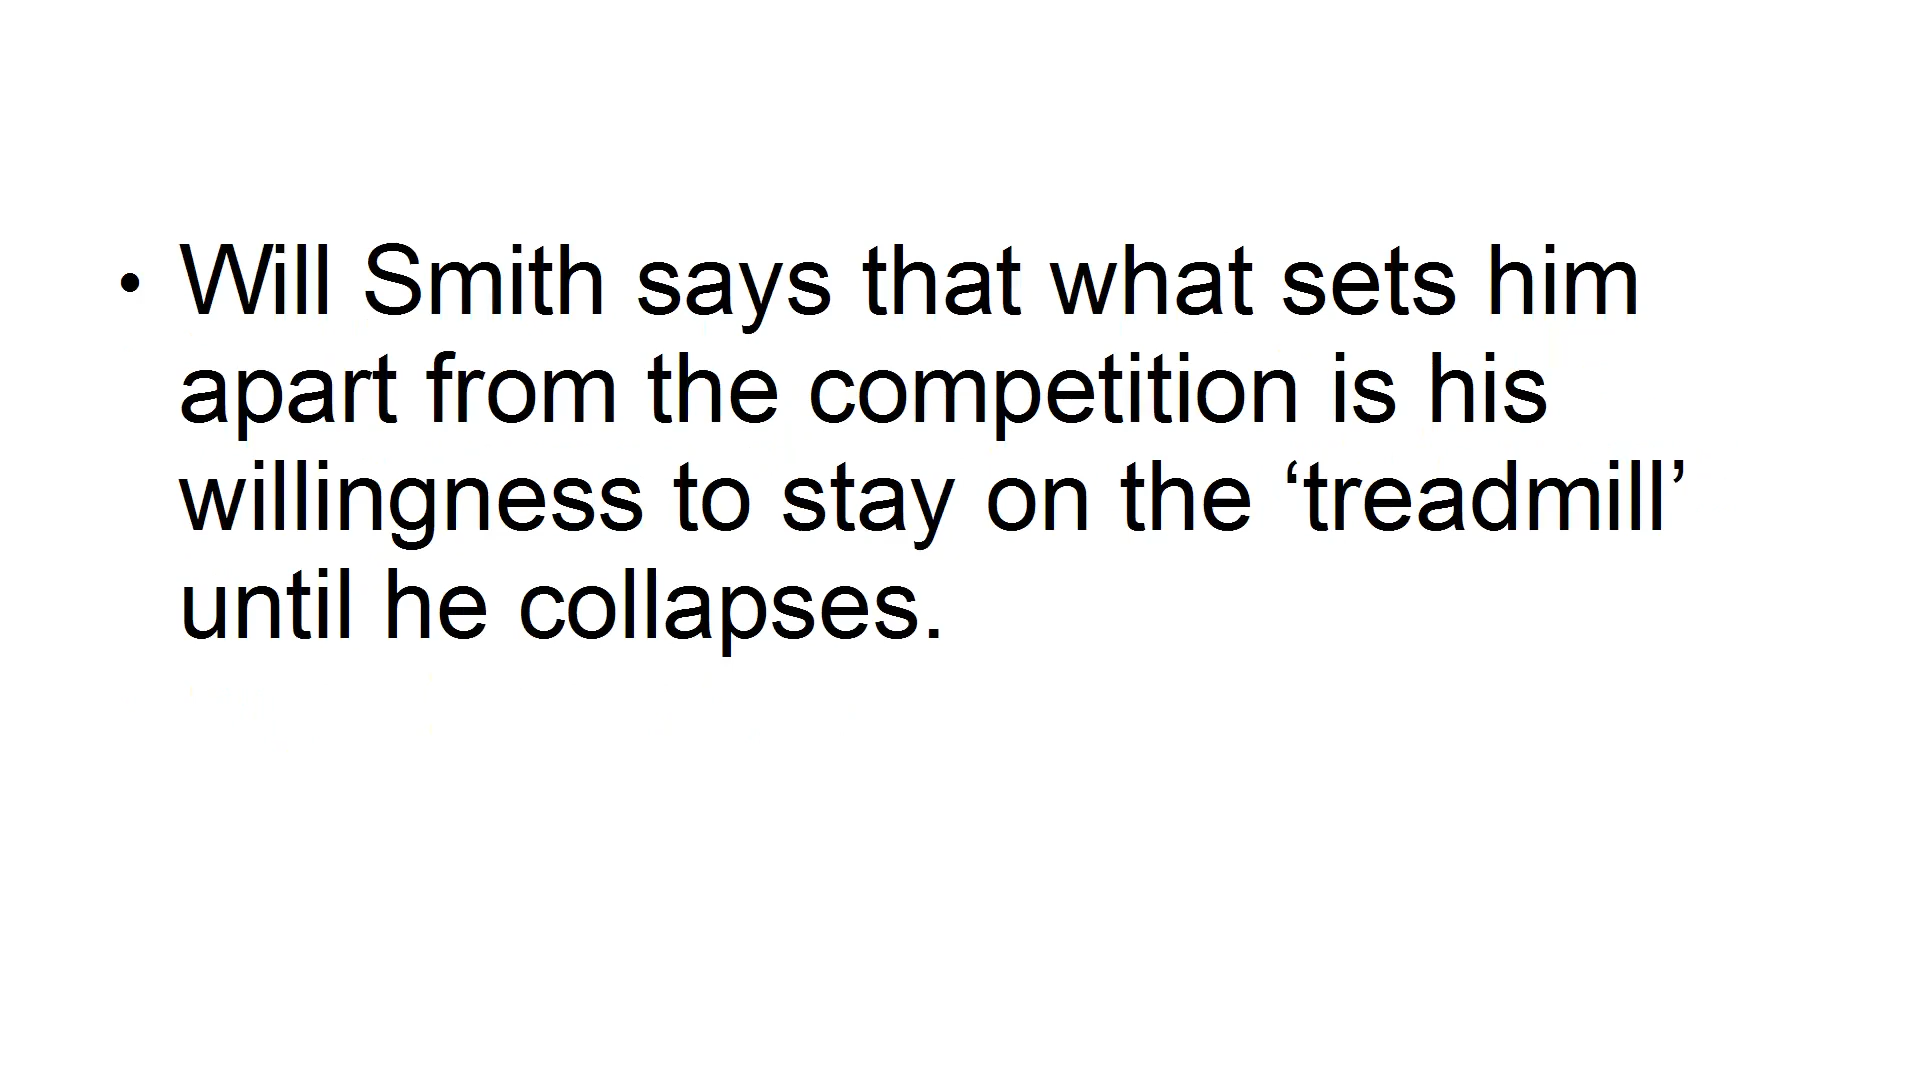 • Will Smith says that what sets him
apart from the competition is his
willingness to stay on the ‘treadmill’
until he collapses.